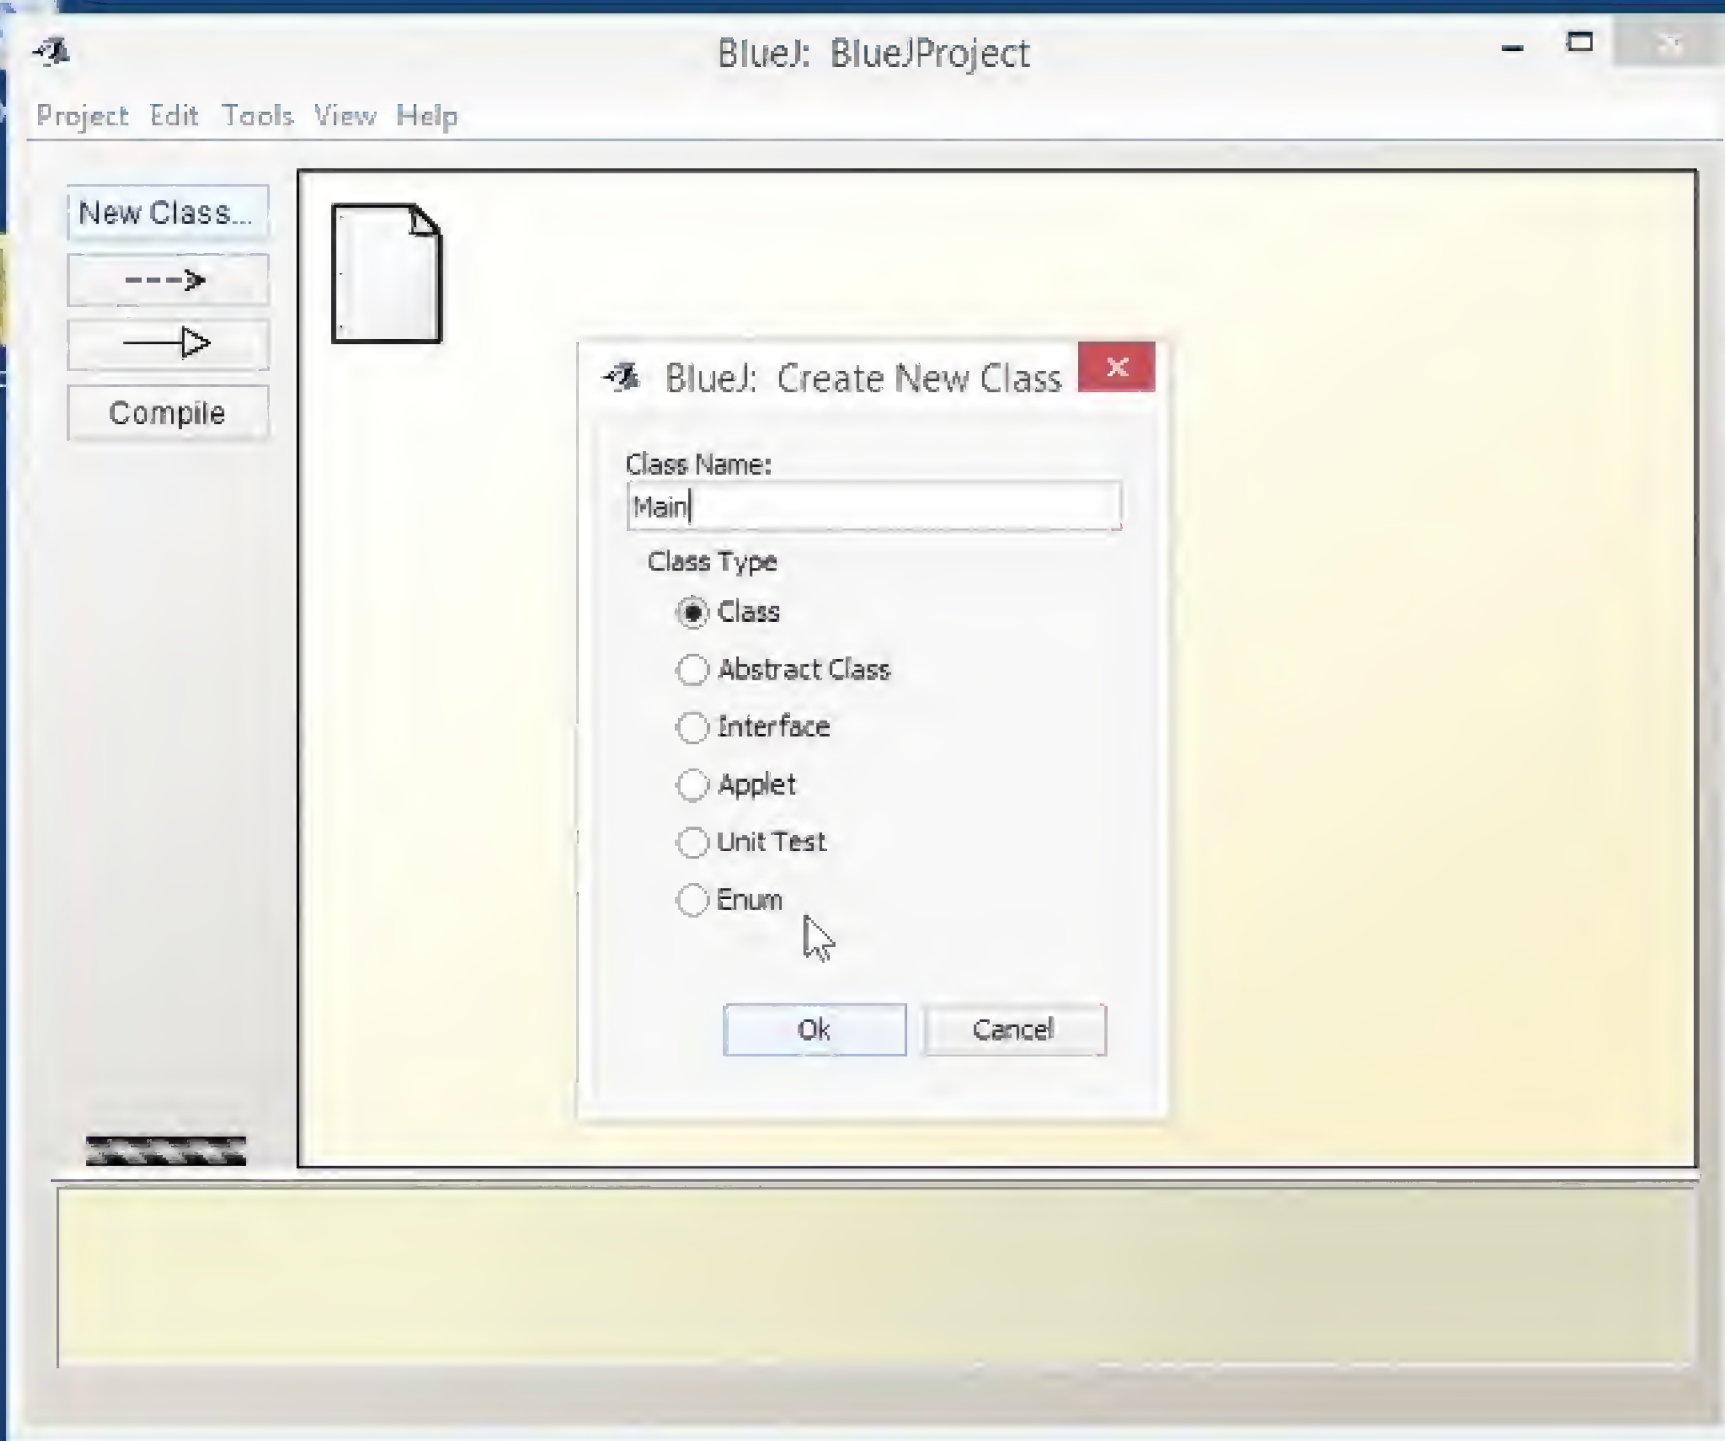 BlueJ: BlueJProject
Project Edit Tools View Help
New Class...
Compile
BlueJ: Create New Class
Class Name:
Main
Class Type
Class
Abstract Class
Interface
Applet
Unit Test
Enum
Ok Cancel